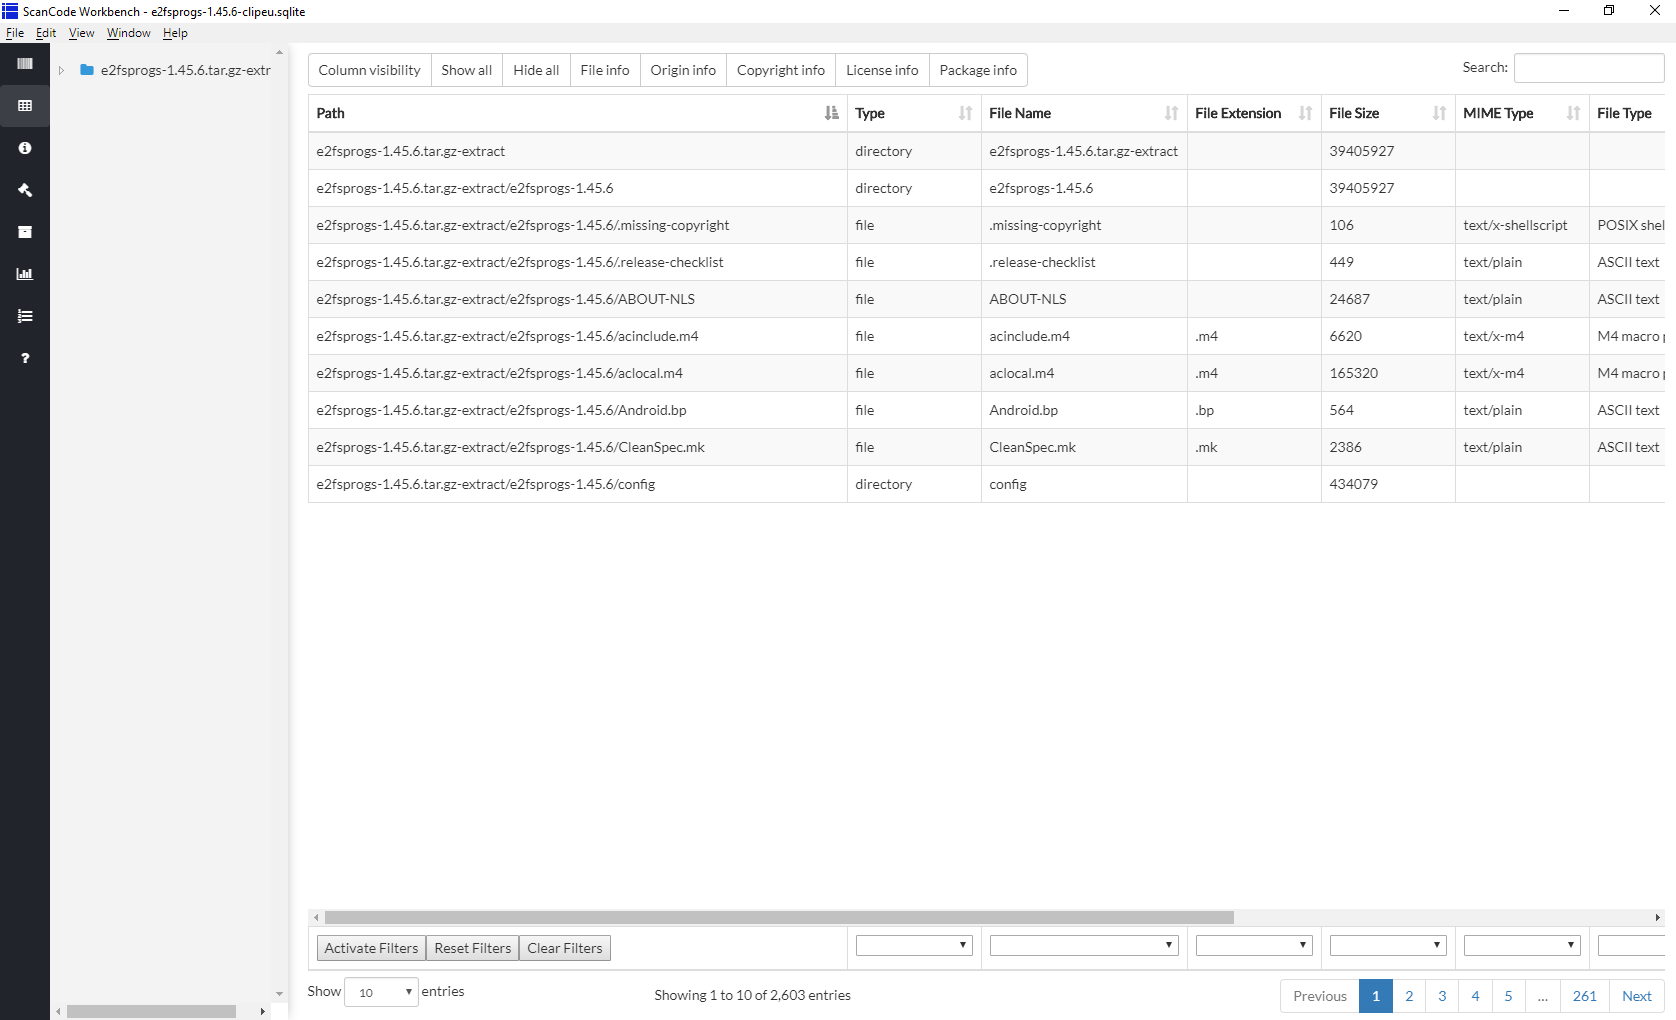 ScanCode Workbench - e2fsprogs-1.45.6-clipeu.sqlite
File Edit View Window Help
e2fsprogs-1.45.6.tar.gz-extr
Column visibility Show all Hide all File info Origin info Copyright info License info Package info Search:
Path Type File Name File Extension File Size MIME Type File Type
e2fsprogs-1.45.6.tar.gz-extract directory e2fsprogs-1.45.6.tar.gz-extract 39405927
e2fsprogs-1.45.6.tar.gz-extract/e2fsprogs-1.45.6 directory e2fsprogs-1.45.6 39405927
e2fsprogs-1.45.6.tar.gz-extract/e2fsprogs-1.45.6/.missing-copyright file .missing-copyright 106 text/x-shellscript POSIX shel
e2fsprogs-1.45.6.tar.gz-extract/e2fsprogs-1.45.6/.release-checklist file .release-checklist 449 text/plain ASCII text
e2fsprogs-1.45.6.tar.gz-extract/e2fsprogs-1.45.6/ABOUT-NLS file ABOUT-NLS 24687 text/plain ASCII text
e2fsprogs-1.45.6.tar.gz-extract/e2fsprogs-1.45.6/acinclude.m4 file acinclude.m4 .m4 6620 text/x-m4 M4 macro p
e2fsprogs-1.45.6.tar.gz-extract/e2fsprogs-1.45.6/aclocal.m4 file aclocal.m4 .m4 165320 text/x-m4 M4 macro p
e2fsprogs-1.45.6.tar.gz-extract/e2fsprogs-1.45.6/Android.bp file Android.bp .bp 564 text/plain ASCII text
e2fsprogs-1.45.6.tar.gz-extract/e2fsprogs-1.45.6/CleanSpec.mk file CleanSpec.mk .mk 2386 text/plain ASCII text
e2fsprogs-1.45.6.tar.gz-extract/e2fsprogs-1.45.6/config directory config 434079
Activate Filters Reset Filters Clear Filters
Show 10 entries Showing 1 to 10 of 2,603 entries Previous 1 2 3 4 5 ... 261 Next